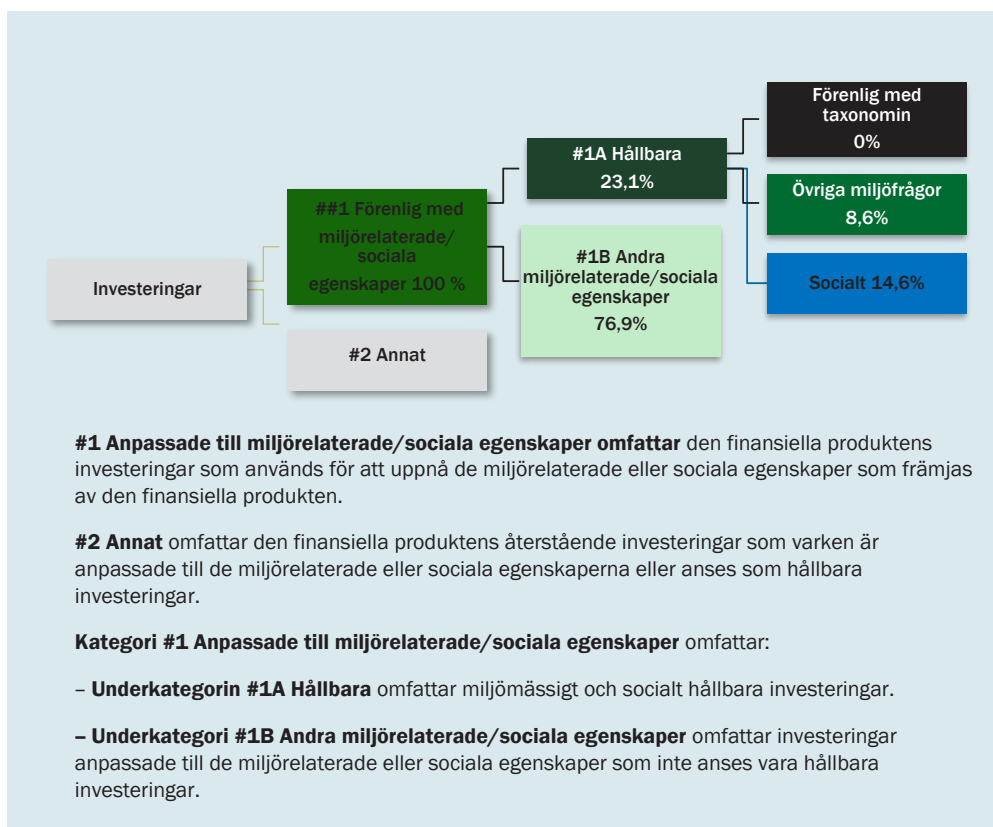 Investeringar
##1 Förenlig med
miljörelaterade/
sociala
egenskaper 100 %
#2 Annat
#1A Hållbara
23,1%
#1B Andra
miljörelaterade/sociala
egenskaper
76,9%
Förenlig med
taxonomin
0%
Övriga miljöfrågor
8,6%
Socialt 14,6%
#1 Anpassade till miljörelaterade/sociala egenskaper omfattar den finansiella produktens
investeringar som används för att uppnå de miljörelaterade eller sociala egenskaper som främjas
av den finansiella produkten.
#2 Annat omfattar den finansiella produktens återstående investeringar som varken är
anpassade till de miljörelaterade eller sociala egenskaperna eller anses som hållbara
investeringar.
Kategori #1 Anpassade till miljörelaterade/sociala egenskaper omfattar:
– Underkategorin #1A Hållbara omfattar miljömässigt och socialt hållbara investeringar.
– Underkategori #1B Andra miljörelaterade/sociala egenskaper omfattar investeringar
anpassade till de miljörelaterade eller sociala egenskaper som inte anses vara hållbara
investeringar.